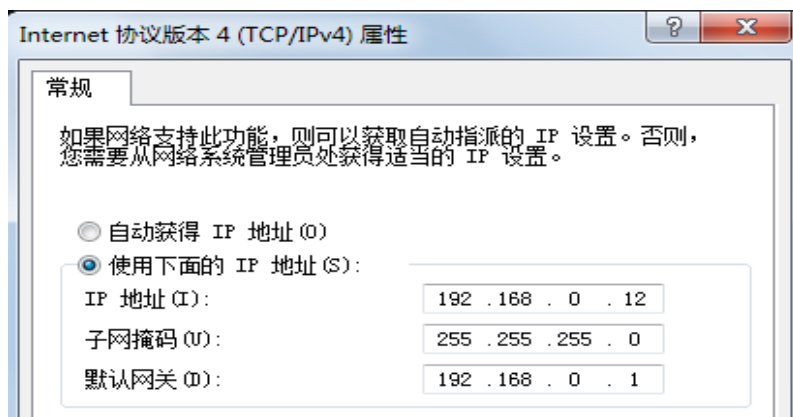 Internet 协议版本 4 (TCP/IPv4) 属性
常规
如果网络支持此功能，则可以获取自动指派的 IP 设置。否则，
您需要从网络系统管理员处获得适当的 IP 设置。
自动获得 IP 地址(O)
使用下面的 IP 地址(S):
IP 地址(I): 192 .168 . 0 . 12
子网掩码(U): 255 .255 .255 . 0
默认网关(D): 192 .168 . 0 . 1